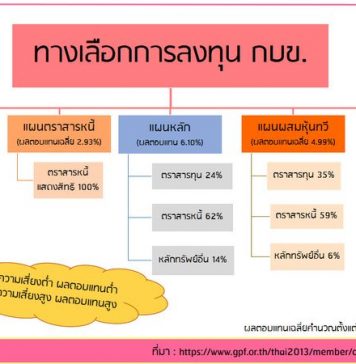 ทางเลือกการลงทุน กบข.
แผนตราสารหนี้
(ผลตอบแทนเฉลี่ย 2.93%)
ตราสารหนี้
แสดงสิทธิ 100%
แผนหลัก
(ผลตอบแทน 6.10%)
ตราสารทุน 24%
ตราสารหนี้ 62%
หลักทรัพย์อื่น 14%
แผนผสมหุ้นทวี
(ผลตอบแทนเฉลี่ย 4.99%)
ตราสารทุน 35%
ตราสารหนี้ 59%
หลักทรัพย์อื่น 6%
ความเสี่ยงต่ำ ผลตอบแทนต่ำ
ความเสี่ยงสูง ผลตอบแทนสูง
ผลตอบแทนเฉลี่ยคำนวณตั้งแต่
ที่มา : https://www.gpf.or.th/thai2013/member/